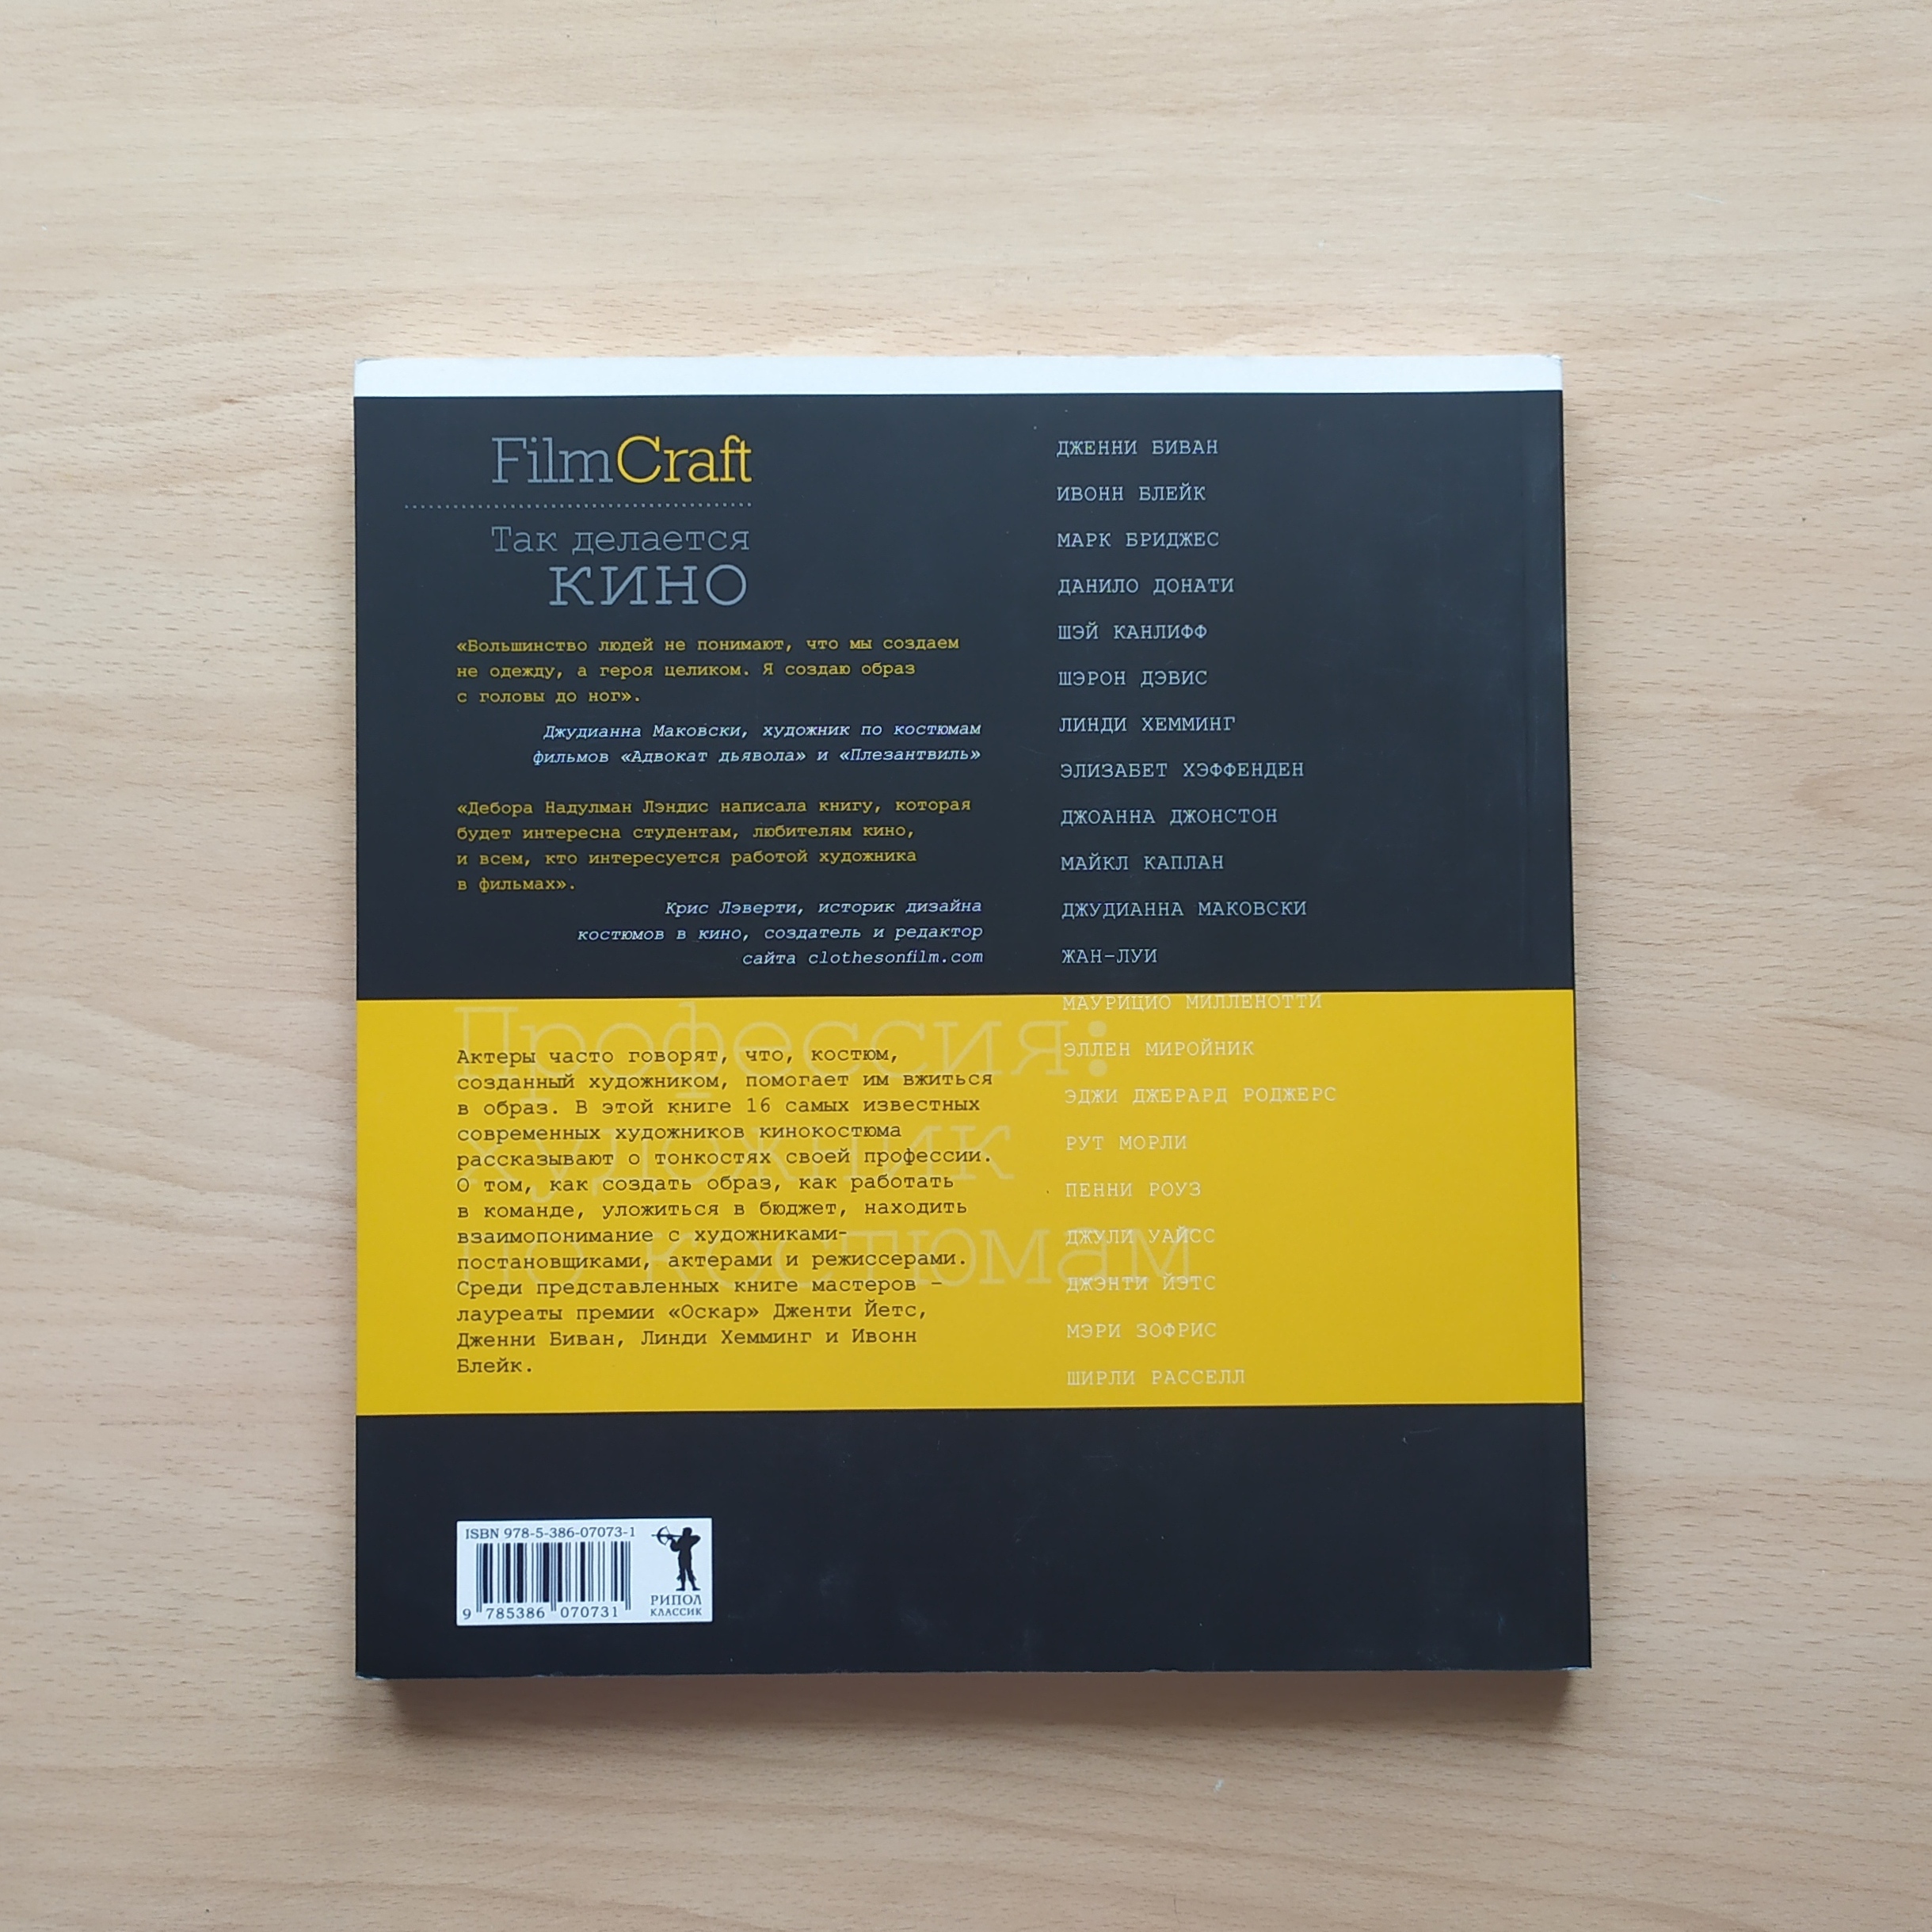 FilmCraft
Так делается
КИНО
«Большинство людей не понимают, что мы создаем
не одежду, а героя целиком. Я создаю образ
с головы до ног».
Джудианна Маковски, художник по костюмам
фильмов «Адвокат дьявола» и «Плезантвиль»
«Дебора Надулман Лэндис написала книгу, которая
будет интересна студентам, любителям кино,
и всем, кто интересуется работой художника
в фильмах».
Крис Лэверти, историк дизайна
костюмов в кино, создатель и редактор
сайта clothesonfilm.com
Профессия:
художник
по костюмам
Актеры часто говорят, что, костюм,
созданный художником, помогает им вжиться
в образ. В этой книге 16 самых известных
современных художников кинокостюма
рассказывают о тонкостях своей профессии.
О том, как создать образ, как работать
в команде, уложиться в бюджет, находить
взаимопонимание с художниками-
постановщиками, актерами и режиссерами.
Среди представленных книге мастеров –
лауреаты премии «Оскар» Дженти Йетс,
Дженни Биван, Линди Хемминг и Ивонн
Блейк.
ДЖЕННИ БИВАН
ИВОНН БЛЕЙК
МАРК БРИДЖЕС
ДАНИЛО ДОНАТИ
ШЭЙ КАНЛИФФ
ШЭРОН ДЭВИС
ЛИНДИ ХЕММИНГ
ЭЛИЗАБЕТ ХЭФФЕНДЕН
ДЖОАННА ДЖОНСТОН
МАЙКЛ КАПЛАН
ДЖУДИАННА МАКОВСКИ
ЖАН-ЛУИ
МАУРИЦИО МИЛЛЕНОТТИ
ЭЛЛЕН МИРОЙНИК
ЭДЖИ ДЖЕРАРД РОДЖЕРС
РУТ МОРЛИ
ПЕННИ РОУЗ
ДЖУЛИ УАЙСС
ДЖЭНТИ ЙЭТС
МЭРИ ЗОФРИС
ШИРЛИ РАССЕЛЛ
ISBN 978-5-386-07073-1
9 785386 070731
РИПОЛ
КЛАССИК